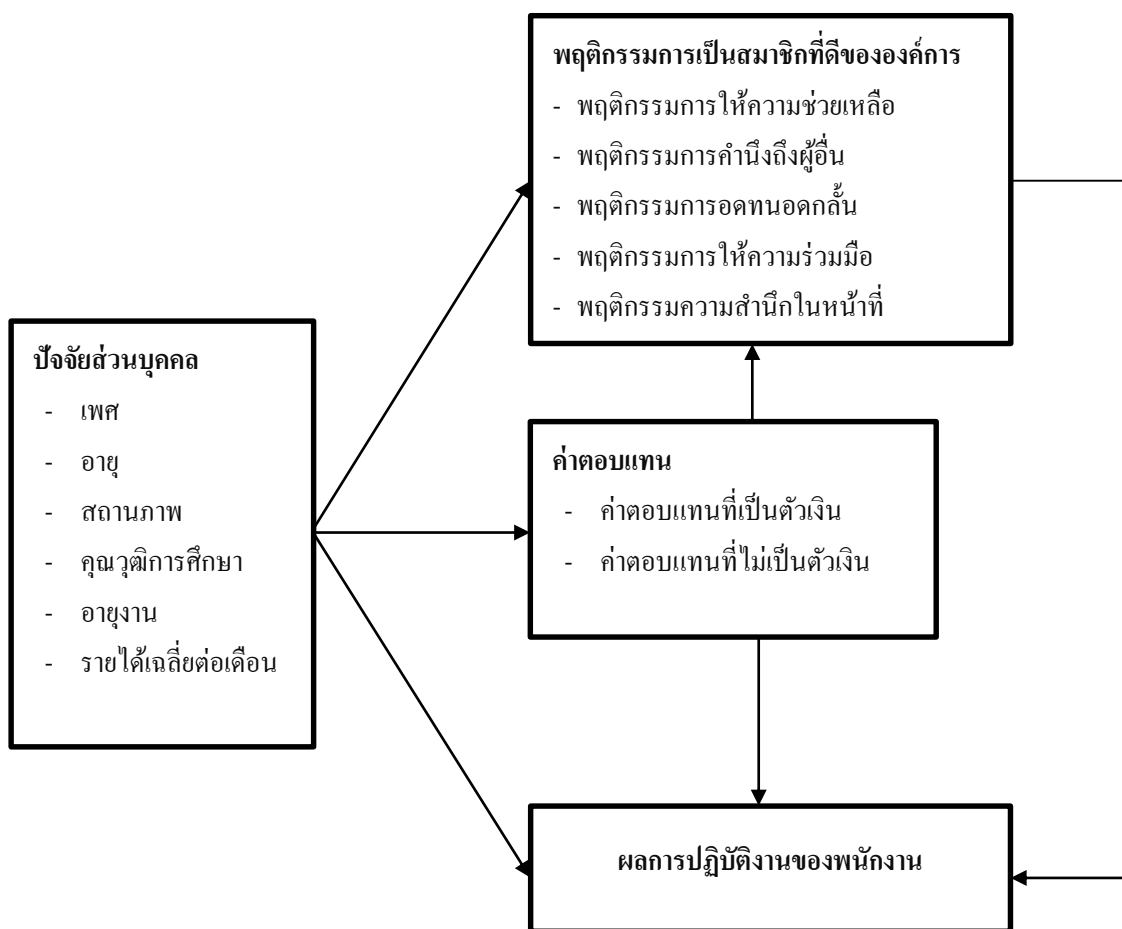 พฤติกรรมการเป็นสมาชิกที่ดีขององค์การ
- พฤติกรรมการให้ความช่วยเหลือ
- พฤติกรรมการคำนึงถึงผู้อื่น
- พฤติกรรมการอดทนอดกลั้น
- พฤติกรรมการให้ความร่วมมือ
- พฤติกรรมความสำนึกในหน้าที่
ปัจจัยส่วนบุคคล
- เพศ
- อายุ
- สถานภาพ
- คุณวุฒิการศึกษา
- อายุงาน
- รายได้เฉลี่ยต่อเดือน
ค่าตอบแทน
- ค่าตอบแทนที่เป็นตัวเงิน
- ค่าตอบแทนที่ไม่เป็นตัวเงิน
ผลการปฏิบัติงานของพนักงาน